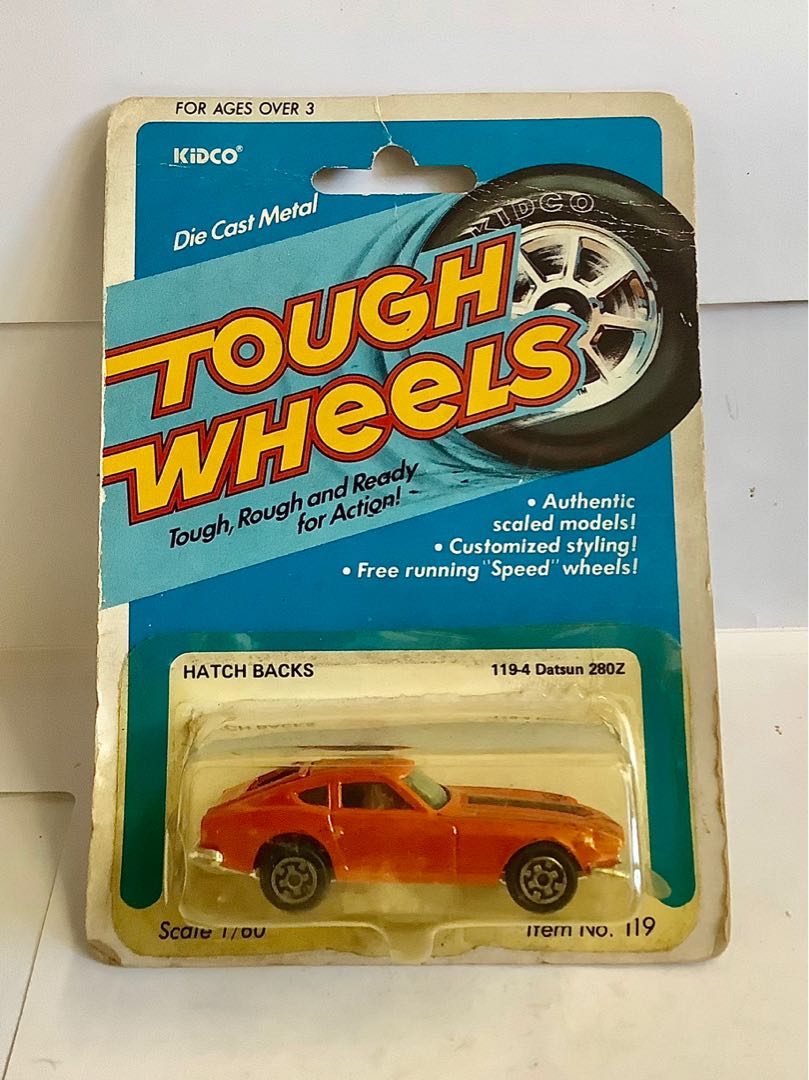 FOR AGES OVER 3
KiDCO®
Die Cast Metal
KIDCO
TOUGH
WHeeLS™
Tough, Rough and Ready
for Action!
• Authentic
scaled models!
• Customized styling!
• Free running "Speed" wheels!
HATCH BACKS
119-4 Datsun 280Z
Scale 1/60
Item No. 119